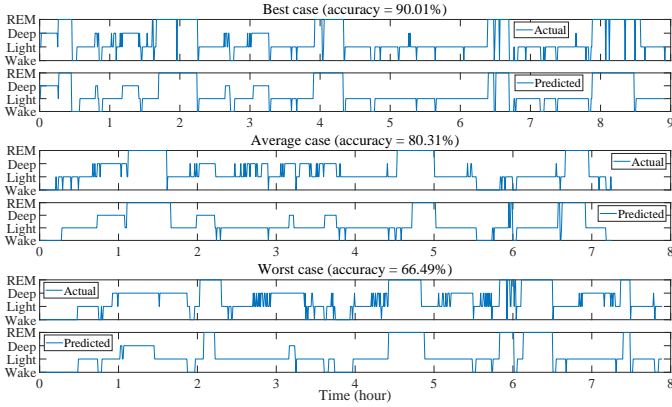 Best case (accuracy = 90.01%)
REM
Deep
Light
Wake
Actual
REM
Deep
Light
Wake
Predicted
0 1 2 3 4 5 6 7 8 9
Average case (accuracy = 80.31%)
REM
Deep
Light
Wake
Actual
REM
Deep
Light
Wake
Predicted
0 1 2 3 4 5 6 7 8
Worst case (accuracy = 66.49%)
REM
Deep
Light
Wake
Actual
REM
Deep
Light
Wake
Predicted
0 1 2 3 4 5 6 7 8
Time (hour)